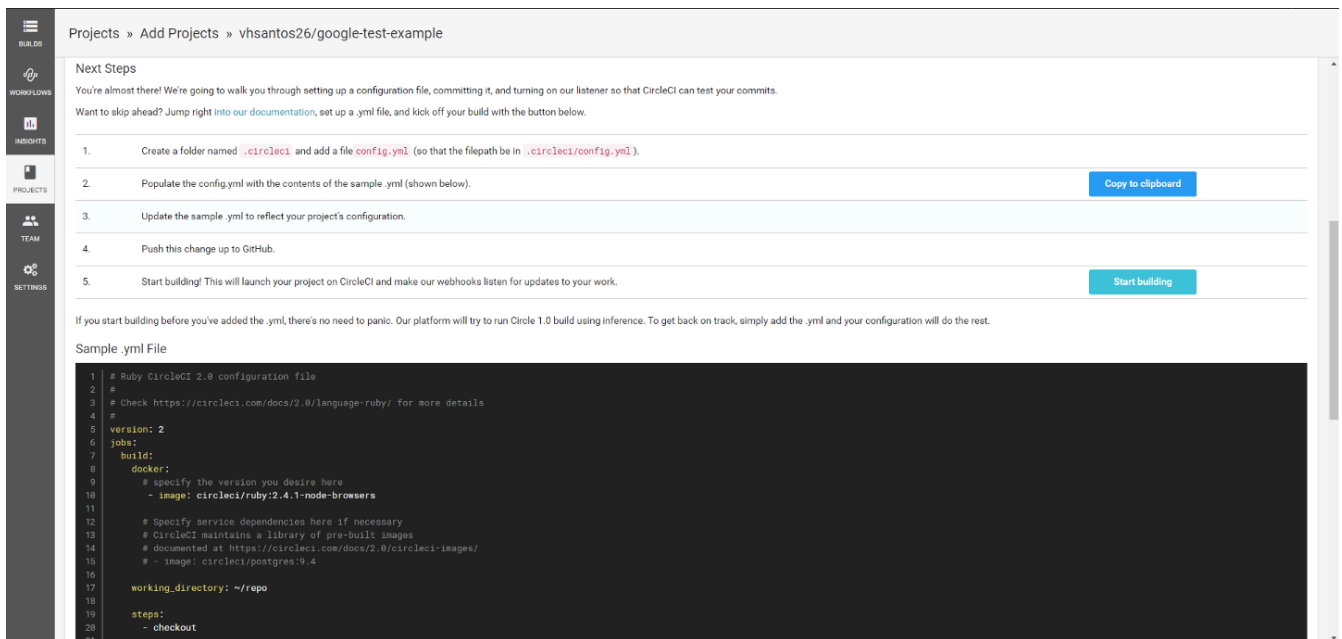 BUILDS
WORKFLOWS
INSIGHTS
PROJECTS
TEAM
SETTINGS
Projects » Add Projects » vhsantos26/google-test-example
Next Steps
You're almost there! We're going to walk you through setting up a configuration file, committing it, and turning on our listener so that CircleCI can test your commits.
Want to skip ahead? Jump right into our documentation, set up a .yml file, and kick off your build with the button below.
1. Create a folder named .circleci and add a file config.yml (so that the filepath be in .circleci/config.yml).
2. Populate the config.yml with the contents of the sample .yml (shown below). Copy to clipboard
3. Update the sample .yml to reflect your project's configuration.
4. Push this change up to GitHub.
5. Start building! This will launch your project on CircleCI and make our webhooks listen for updates to your work. Start building
If you start building before you've added the .yml, there's no need to panic. Our platform will try to run Circle 1.0 build using inference. To get back on track, simply add the .yml and your configuration will do the rest.
Sample .yml File
1 # Ruby CircleCI 2.0 configuration file
2 #
3 # Check https://circleci.com/docs/2.0/language-ruby/ for more details
4 #
5 version: 2
6 jobs:
7 build:
8 docker:
9 # specify the version you desire here
10 - image: circleci/ruby:2.4.1-node-browsers
11
12 # Specify service dependencies here if necessary
13 # CircleCI maintains a library of pre-built images
14 # documented at https://circleci.com/docs/2.0/circleci-images/
15 # - image: circleci/postgres:9.4
16
17 working_directory: ~/repo
18
19 steps:
20 - checkout